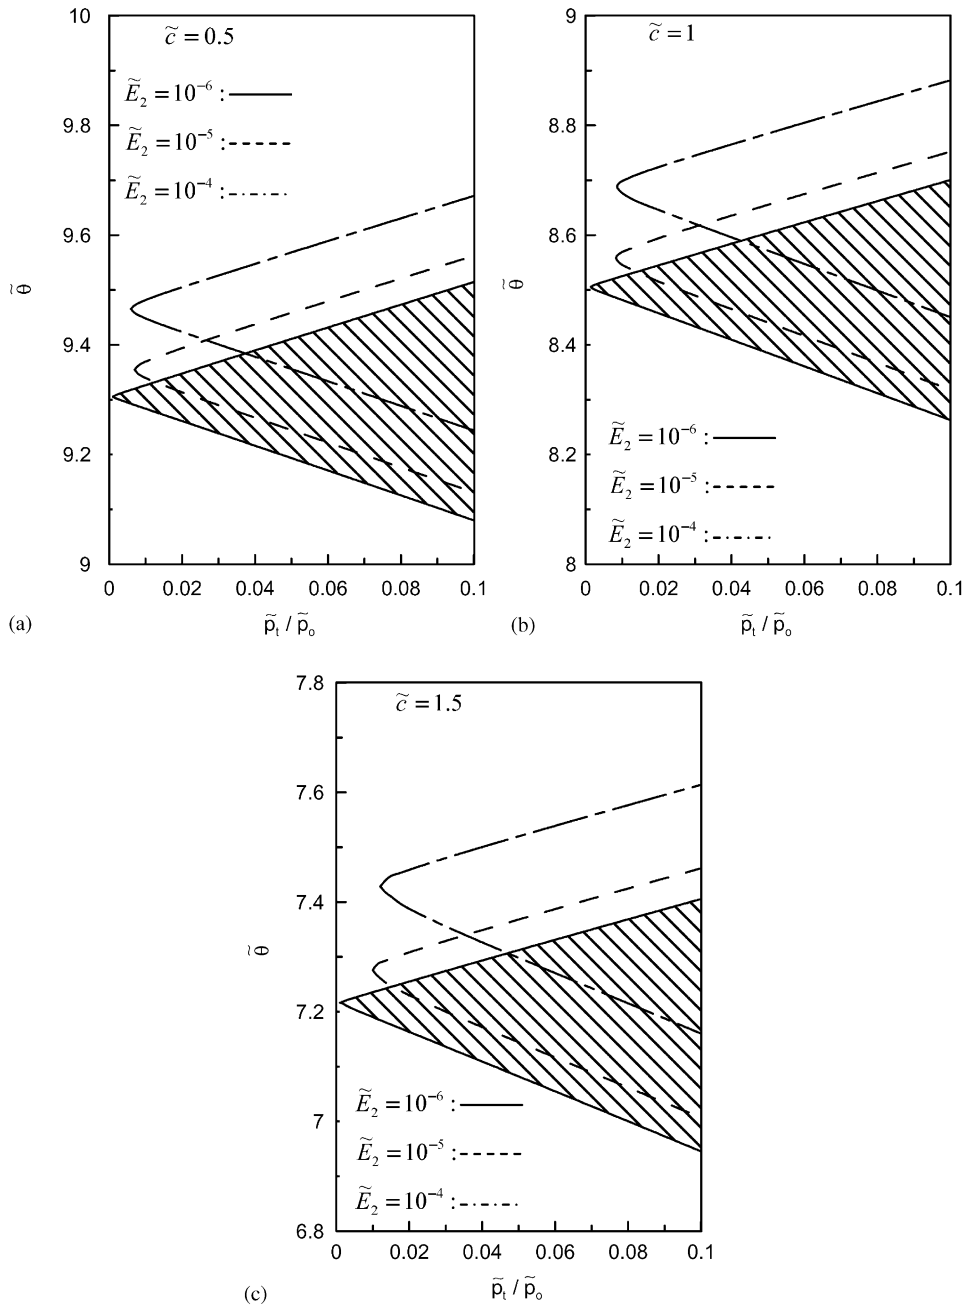 c̃ = 0.5
Ẽ₂ = 10⁻⁶ :
Ẽ₂ = 10⁻⁵ :
Ẽ₂ = 10⁻⁴ :
10
9.8
9.6
9.4
9.2
9
θ̃
0 0.02 0.04 0.06 0.08 0.1
p̃ₜ / p̃ₒ
(a)
c̃ = 1
9
8.8
8.6
8.4
8.2
8
θ̃
Ẽ₂ = 10⁻⁶ :
Ẽ₂ = 10⁻⁵ :
Ẽ₂ = 10⁻⁴ :
0 0.02 0.04 0.06 0.08 0.1
p̃ₜ / p̃ₒ
(b)
c̃ = 1.5
7.8
7.6
7.4
7.2
7
6.8
θ̃
Ẽ₂ = 10⁻⁶ :
Ẽ₂ = 10⁻⁵ :
Ẽ₂ = 10⁻⁴ :
0 0.02 0.04 0.06 0.08 0.1
p̃ₜ / p̃ₒ
(c)